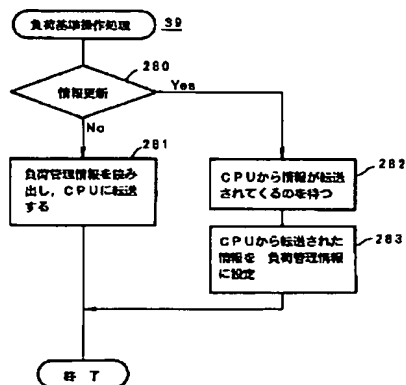 負荷基準操作処理 39
280
情報更新
Yes
No
281
負荷管理情報を読み
出し，CPUに転送
する
282
CPUから情報が転送
されてくるのを待つ
283
CPUから転送された
情報を 負荷管理情報
に設定
終 了